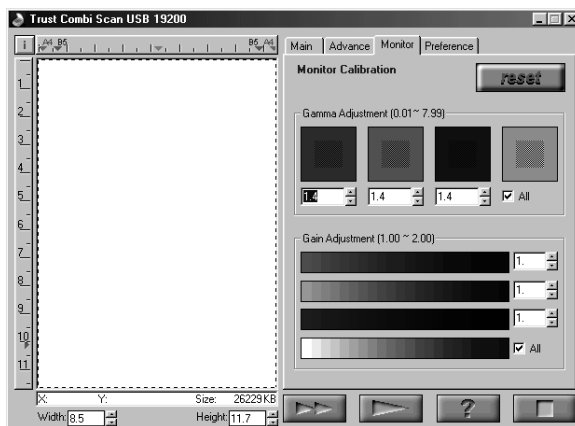 Trust Combi Scan USB 19200
i A4 B5 B5 A4
Main Advance Monitor Preference
Monitor Calibration
reset
Gamma Adjustment (0.01~ 7.99)
1.4 1.4 1.4 All
Gain Adjustment (1.00 ~ 2.00)
1.
1.
1.
All
1
2
3
4
5
6
7
8
9
10
11
X: Y: Size: 26229KB
Width: 8.5 Height: 11.7
?